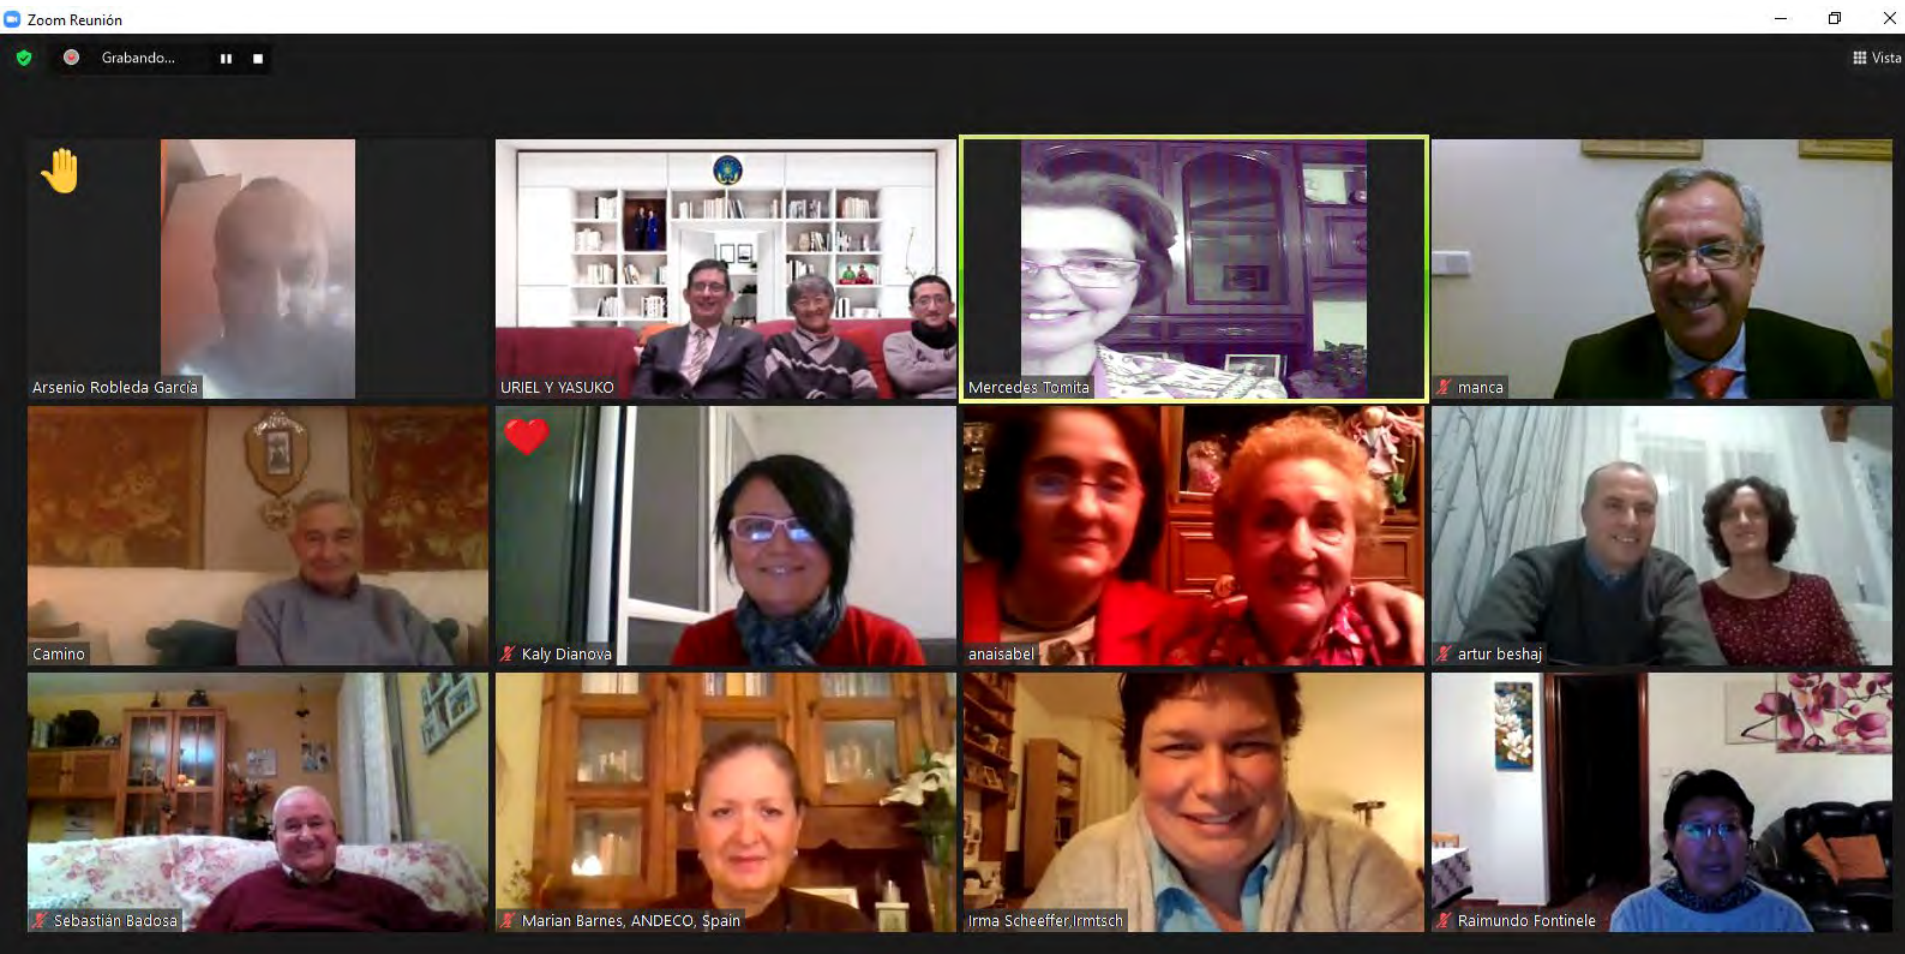 Zoom Reunión
Grabando...
Vista
Arsenio Robleda García
URIEL Y YASUKO
Mercedes Tomita
manca
Camino
Kaly Dianova
anaisabel
artur beshaj
Sebastián Badosa
Marian Barnes, ANDECO, Spain
Irma Scheeffer,Irmtsch
Raimundo Fontinele